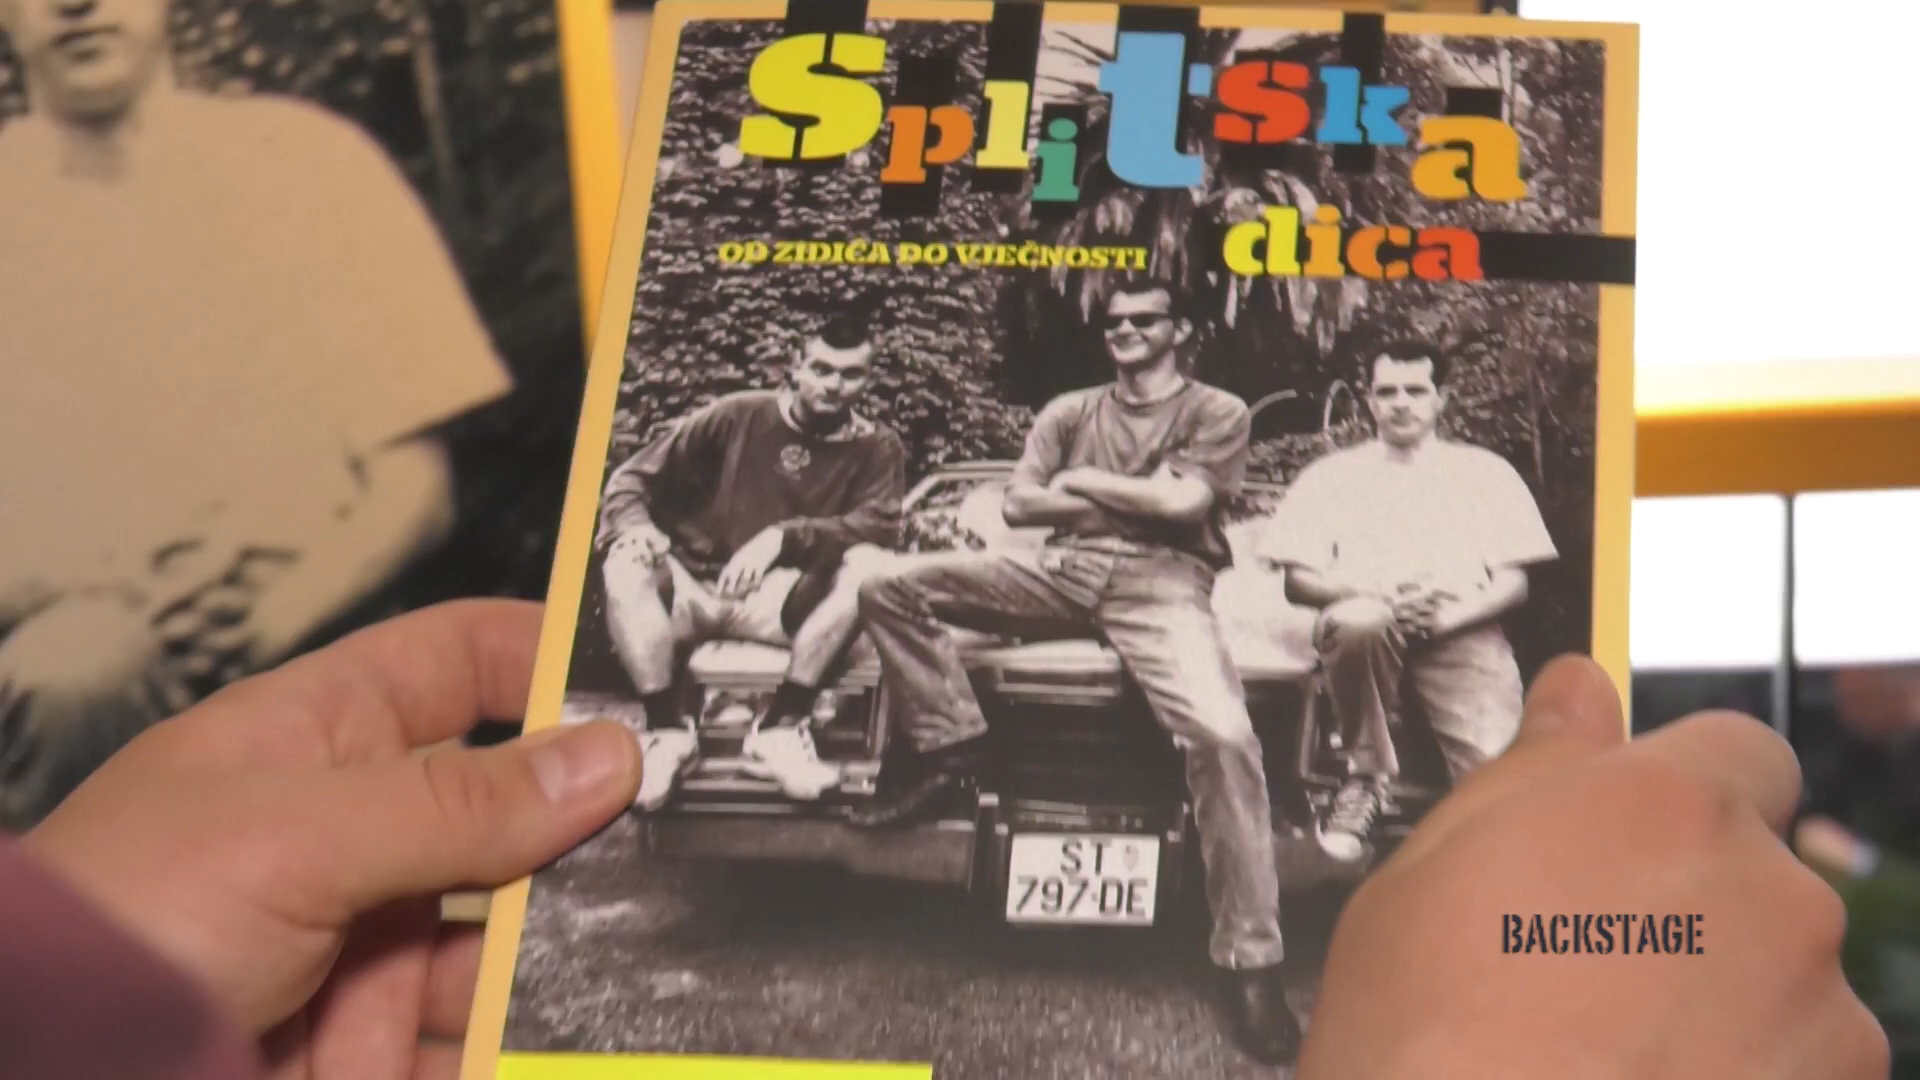 Splitska
dica
OD ZIDIĆA DO VJEČNOSTI
ST
797-DE
BACKSTAGE